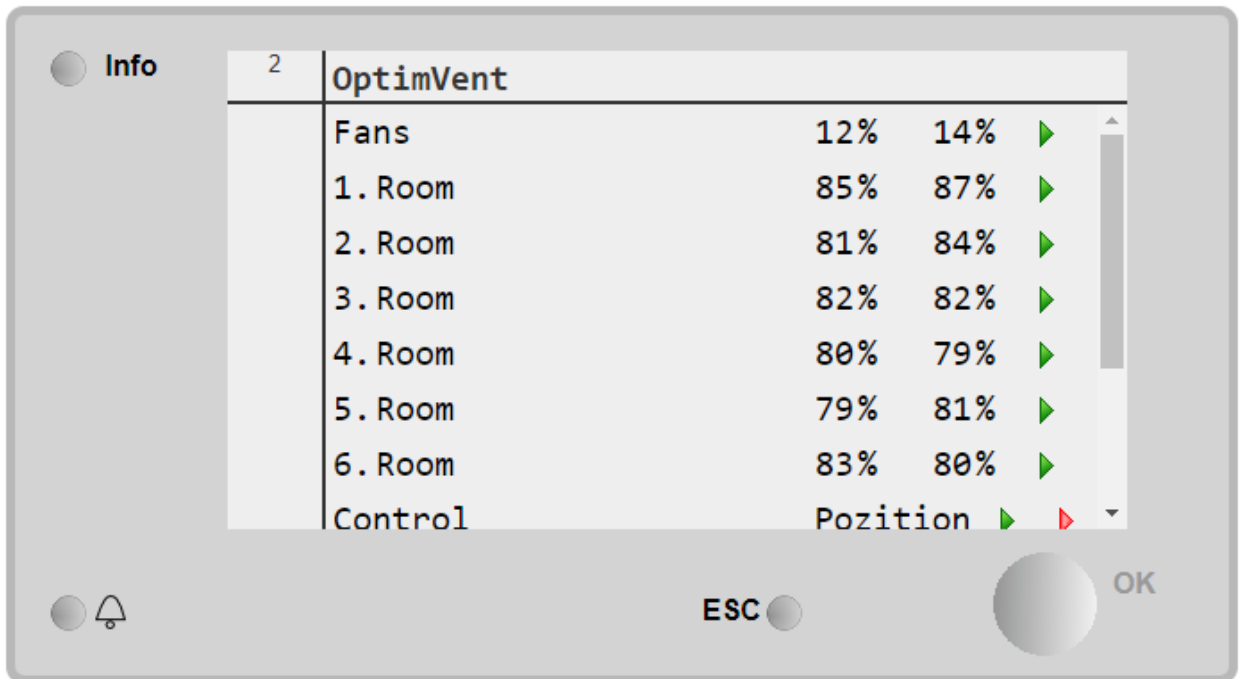 Info
2 OptimVent
Fans 12% 14%
1.Room 85% 87%
2.Room 81% 84%
3.Room 82% 82%
4.Room 80% 79%
5.Room 79% 81%
6.Room 83% 80%
Control Pozition
OK
ESC